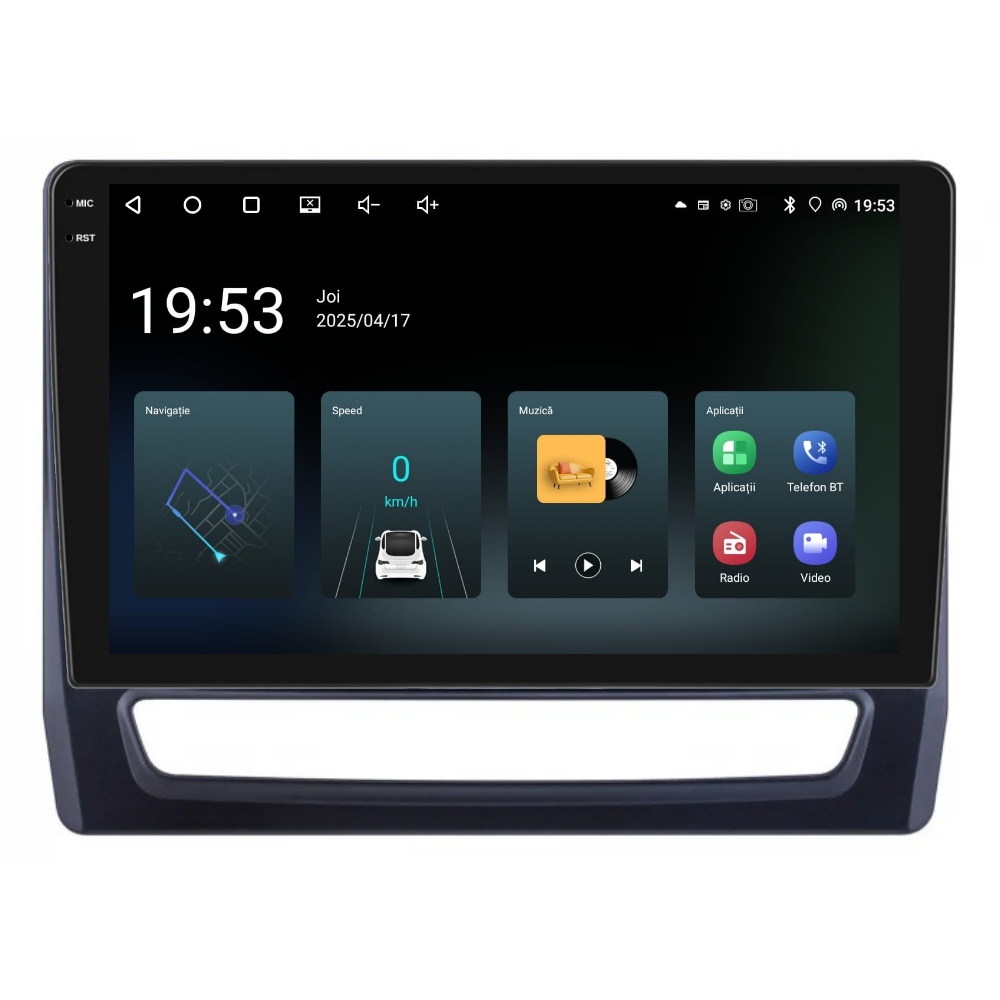 MIC
19:53
RST
19:53
Joi
2025/04/17
Navigație
Speed
Muzică
Aplicații
0
km/h
Aplicații
Telefon BT
Radio
Video